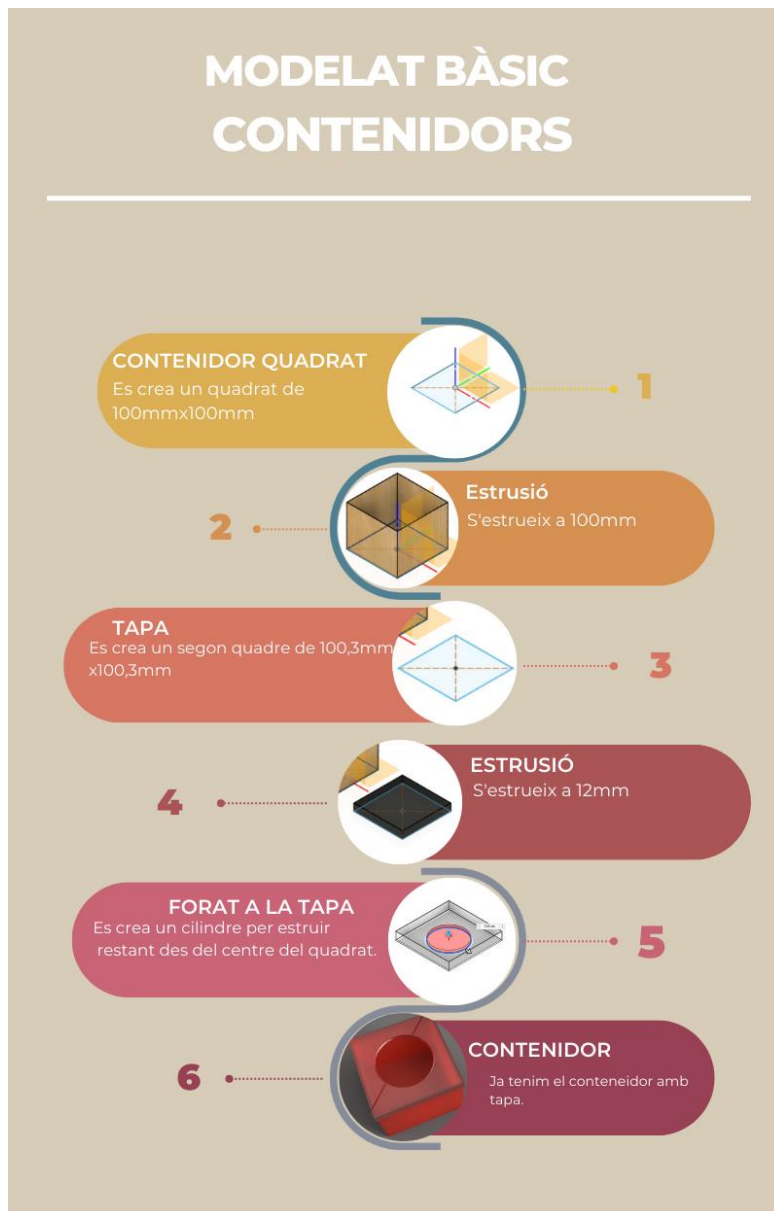 MODELAT BÀSIC
CONTENIDORS
CONTENIDOR QUADRAT
Es crea un quadrat de
100mmx100mm
1
Estrusió
S'estrueix a 100mm
2
TAPA
Es crea un segon quadre de 100,3mm
x100,3mm
3
ESTRUSIÓ
S'estrueix a 12mm
4
FORAT A LA TAPA
Es crea un cilindre per estruir
restant des del centre del quadrat.
5
CONTENIDOR
Ja tenim el conteneidor amb
tapa.
6